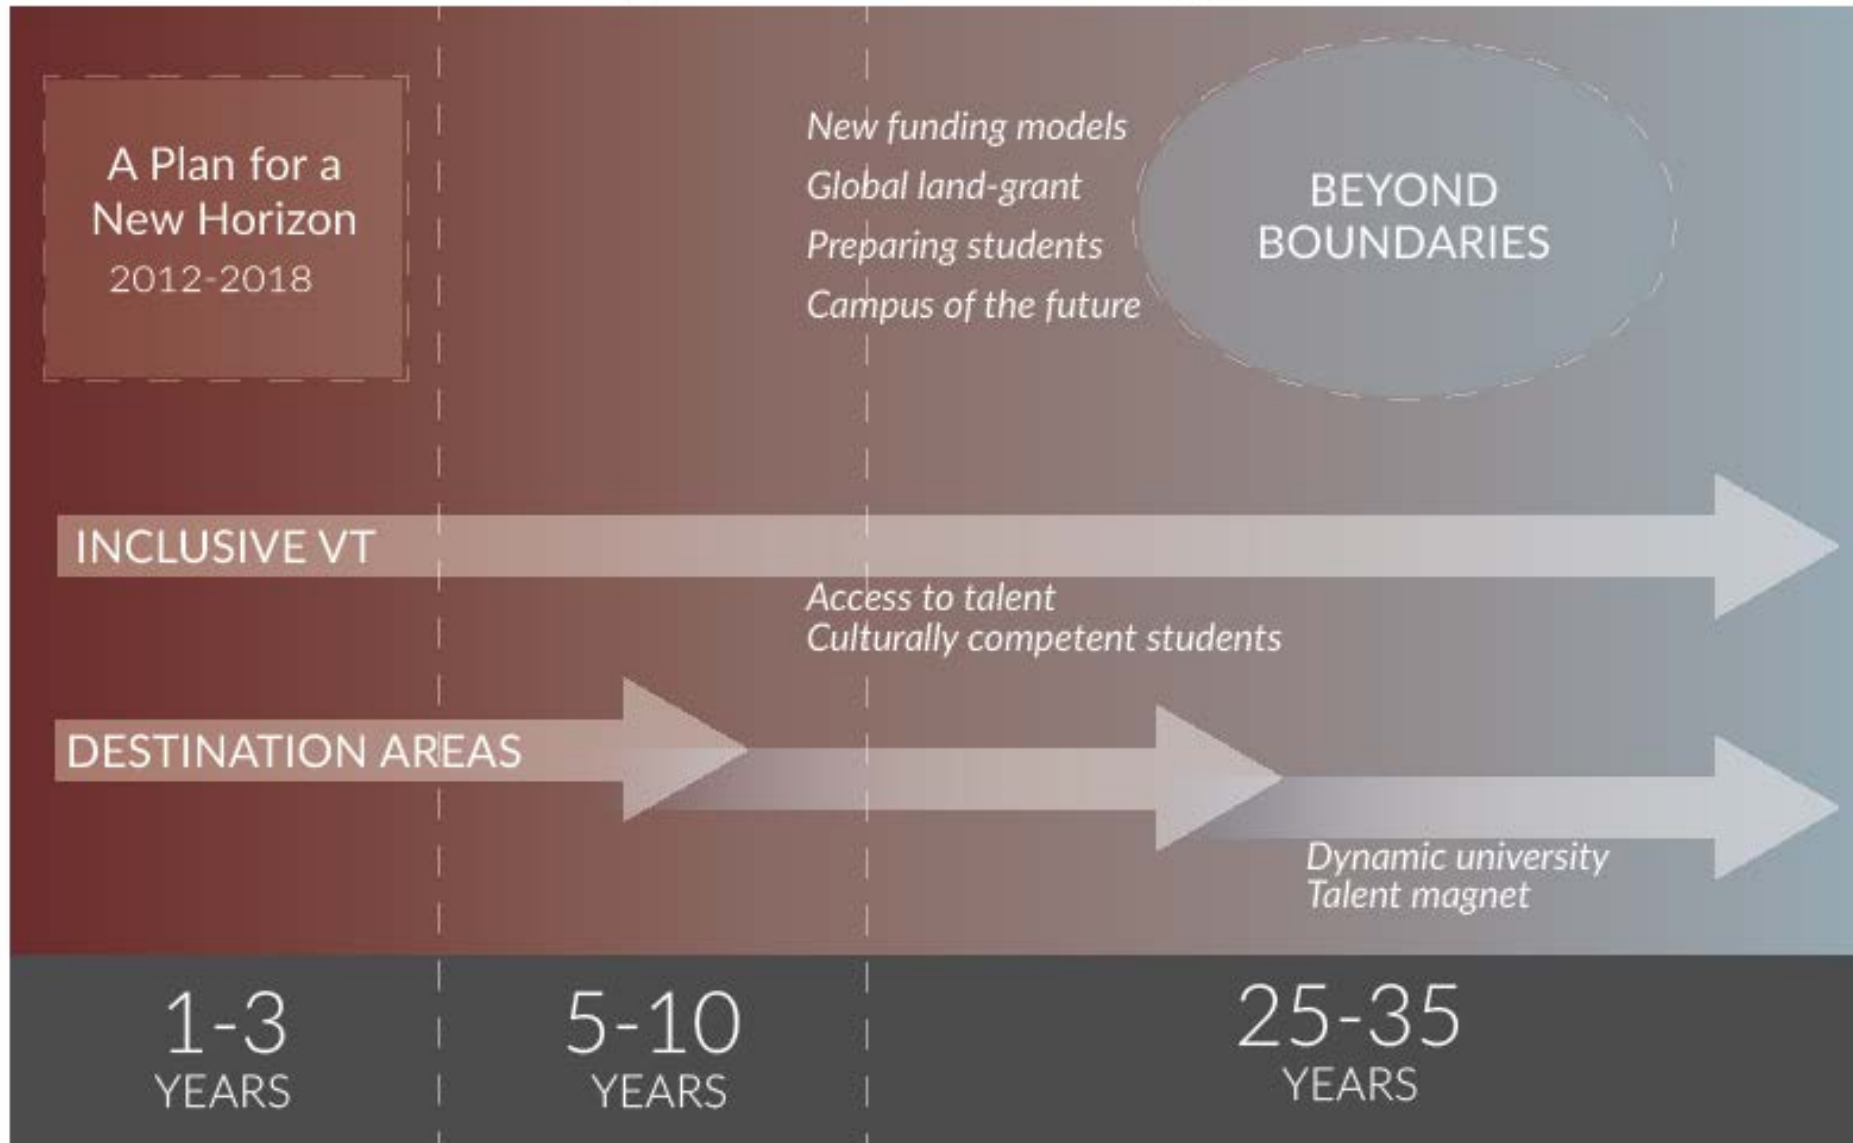 A Plan for a
New Horizon
2012-2018
New funding models
Global land-grant
Preparing students
Campus of the future
BEYOND
BOUNDARIES
INCLUSIVE VT
Access to talent
Culturally competent students
DESTINATION AREAS
Dynamic university
Talent magnet
1-3
YEARS
5-10
YEARS
25-35
YEARS